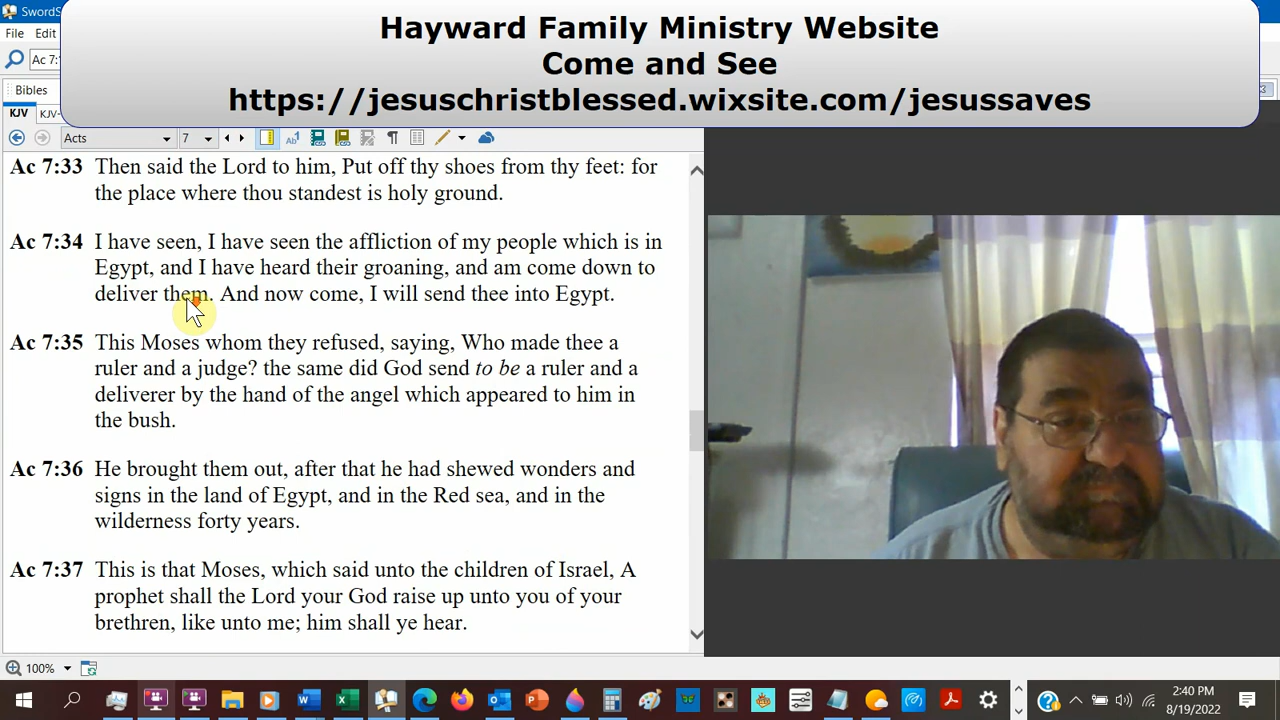 Hayward Family Ministry Website
Come and See
https://jesuschristblessed.wixsite.com/jesussaves
SwordS
File Edit
Ac 7:
Bibles
KJV KJV-
Acts 7
Ac 7:33 Then said the Lord to him, Put off thy shoes from thy feet: for
the place where thou standest is holy ground.
Ac 7:34 I have seen, I have seen the affliction of my people which is in
Egypt, and I have heard their groaning, and am come down to
deliver them. And now come, I will send thee into Egypt.
Ac 7:35 This Moses whom they refused, saying, Who made thee a
ruler and a judge? the same did God send to be a ruler and a
deliverer by the hand of the angel which appeared to him in
the bush.
Ac 7:36 He brought them out, after that he had shewed wonders and
signs in the land of Egypt, and in the Red sea, and in the
wilderness forty years.
Ac 7:37 This is that Moses, which said unto the children of Israel, A
prophet shall the Lord your God raise up unto you of your
brethren, like unto me; him shall ye hear.
100%
2:40 PM
8/19/2022